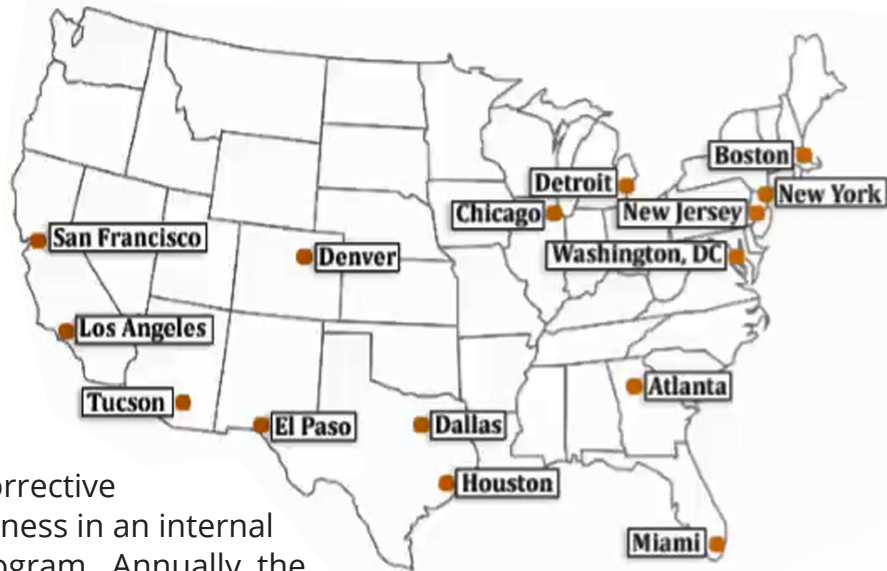 Boston
Detroit
New York
Chicago
New Jersey
San Francisco
Washington, DC
Denver
Los Angeles
Atlanta
Tucson
El Paso
Dallas
Houston
Miami
orrective
ness in an internal
ogram. Annually, the